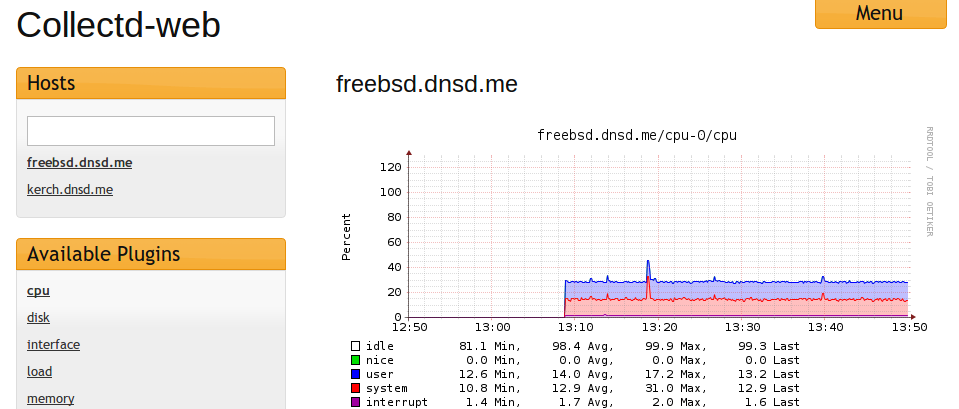 Collectd-web
Menu
Hosts
freebsd.dnsd.me
kerch.dnsd.me
Available Plugins
cpu
disk
interface
load
memory
freebsd.dnsd.me
freebsd.dnsd.me/cpu-0/cpu
RRDTOOL / TOBI OETIKER
Percent
120
100
80
60
40
20
0
12:50 13:00 13:10 13:20 13:30 13:40 13:50
idle 81.1 Min, 98.4 Avg, 99.9 Max, 99.3 Last
nice 0.0 Min, 0.0 Avg, 0.0 Max, 0.0 Last
user 12.6 Min, 14.0 Avg, 17.2 Max, 13.2 Last
system 10.8 Min, 12.9 Avg, 31.0 Max, 12.9 Last
interrupt 1.4 Min, 1.7 Avg, 2.0 Max, 1.6 Last